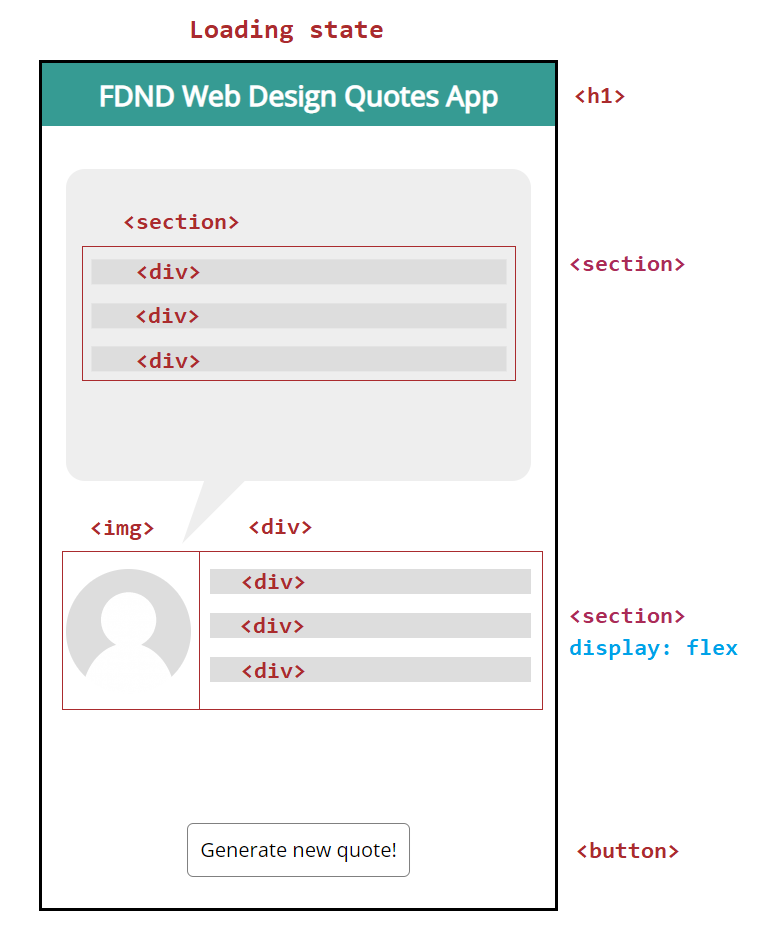 Loading state
FDND Web Design Quotes App
<h1>
<section>
<section>
<div>
<div>
<div>
<img>
<div>
<div>
<div>
<div>
<section>
display: flex
Generate new quote!
<button>